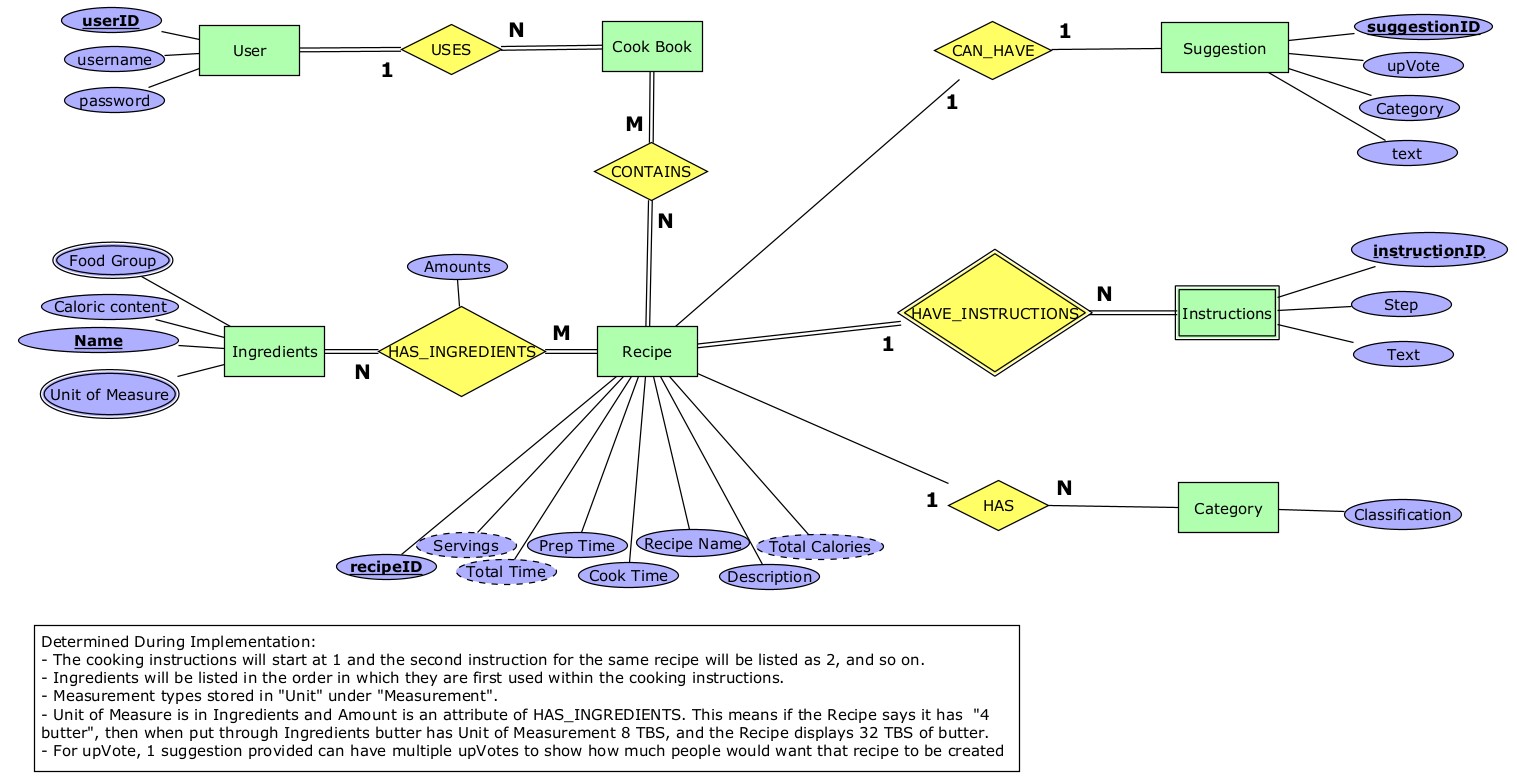 userID
username
password
User
1
USES
N
Cook Book
M
CONTAINS
N
1
CAN_HAVE
1
Suggestion
suggestionID
upVote
Category
text
Food Group
Caloric content
Name
Unit of Measure
Ingredients
N
Amounts
HAS_INGREDIENTS
M
Recipe
1
HAVE_INSTRUCTIONS
N
Instructions
instructionID
Step
Text
1
HAS
N
Category
Classification
recipeID
Servings
Total Time
Prep Time
Cook Time
Recipe Name
Description
Total Calories
Determined During Implementation:
- The cooking instructions will start at 1 and the second instruction for the same recipe will be listed as 2, and so on.
- Ingredients will be listed in the order in which they are first used within the cooking instructions.
- Measurement types stored in "Unit" under "Measurement".
- Unit of Measure is in Ingredients and Amount is an attribute of HAS_INGREDIENTS. This means if the Recipe says it has "4
butter", then when put through Ingredients butter has Unit of Measurement 8 TBS, and the Recipe displays 32 TBS of butter.
- For upVote, 1 suggestion provided can have multiple upVotes to show how much people would want that recipe to be created